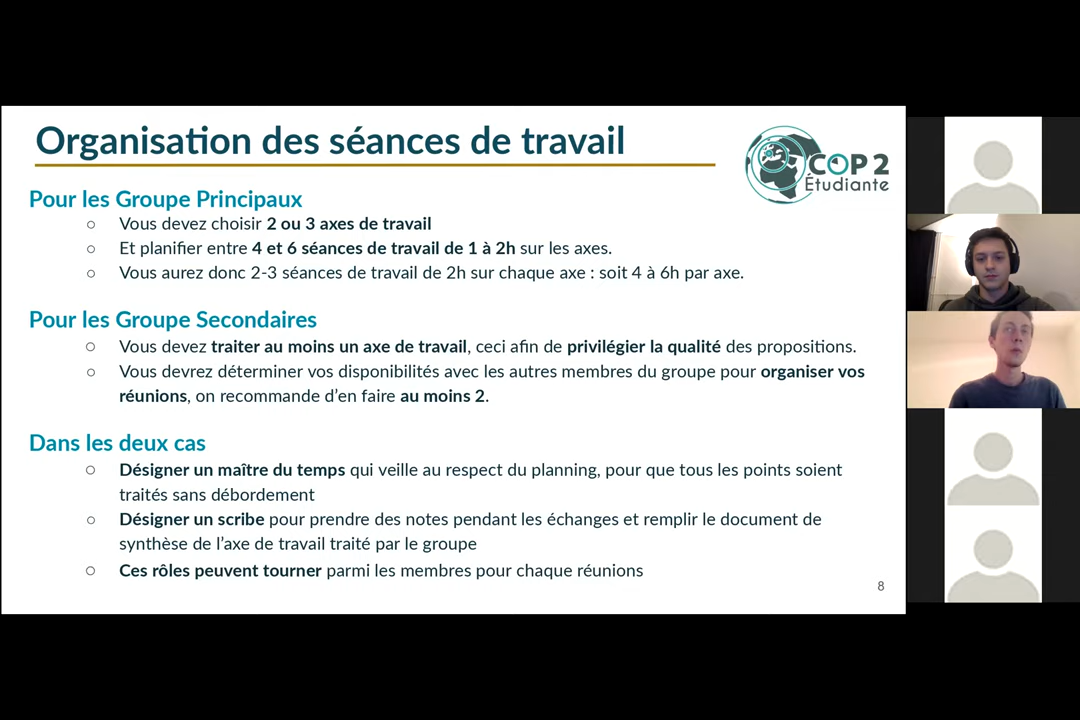 Organisation des séances de travail
COP 2
Étudiante
Pour les Groupe Principaux
○ Vous devez choisir 2 ou 3 axes de travail
○ Et planifier entre 4 et 6 séances de travail de 1 à 2h sur les axes.
○ Vous aurez donc 2-3 séances de travail de 2h sur chaque axe : soit 4 à 6h par axe.
Pour les Groupe Secondaires
○ Vous devez traiter au moins un axe de travail, ceci afin de privilégier la qualité des propositions.
○ Vous devrez déterminer vos disponibilités avec les autres membres du groupe pour organiser vos
réunions, on recommande d'en faire au moins 2.
Dans les deux cas
○ Désigner un maître du temps qui veille au respect du planning, pour que tous les points soient
traités sans débordement
○ Désigner un scribe pour prendre des notes pendant les échanges et remplir le document de
synthèse de l'axe de travail traité par le groupe
○ Ces rôles peuvent tourner parmi les membres pour chaque réunions
8